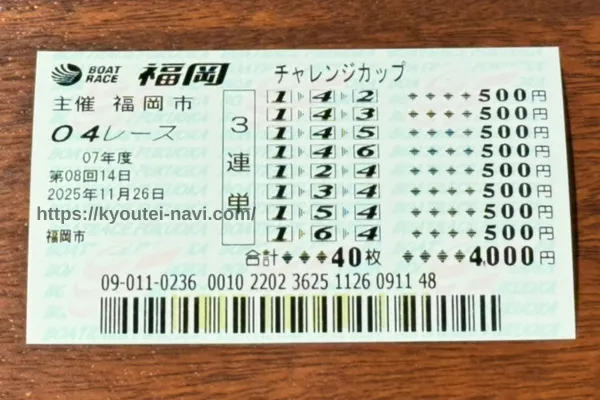 BOAT RACE 福岡 チャレンジカップ
主催 福岡市
04レース
07年度
第08回14日
2025年11月26日
https://kyoutei-navi.com/
福岡市
3連単
1 4 2 500円
1 4 3 500円
1 4 5 500円
1 4 6 500円
1 2 4 500円
1 3 4 500円
1 5 4 500円
1 6 4 500円
合計 40枚 4,000円
09-011-0236 0010 2202 3625 1126 0911 48